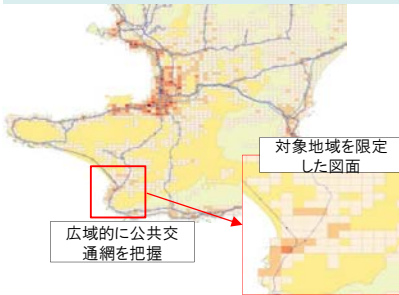 対象地域を限定
した図面
広域的に公共交
通網を把握